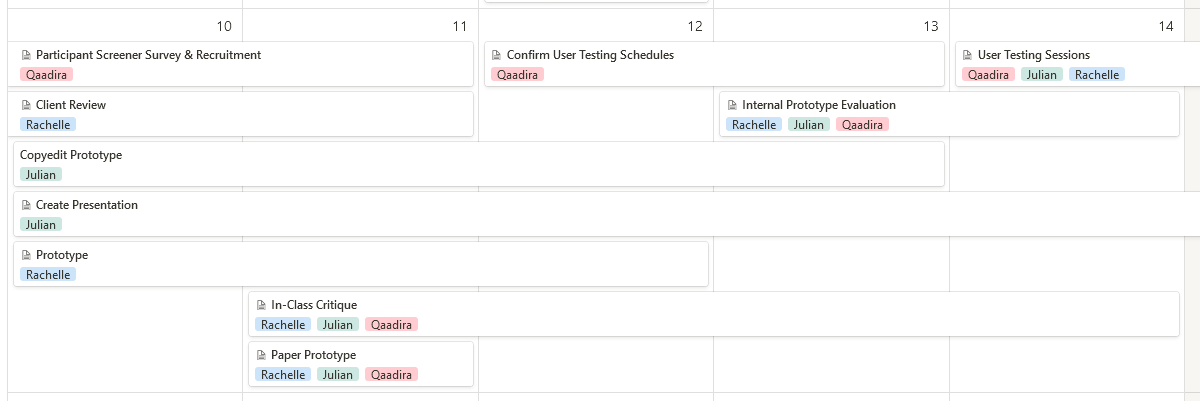 10 11 12 13 14
Participant Screener Survey & Recruitment
Qaadira
Confirm User Testing Schedules
Qaadira
User Testing Sessions
Qaadira Julian Rachelle
Client Review
Rachelle
Internal Prototype Evaluation
Rachelle Julian Qaadira
Copyedit Prototype
Julian
Create Presentation
Julian
Prototype
Rachelle
In-Class Critique
Rachelle Julian Qaadira
Paper Prototype
Rachelle Julian Qaadira